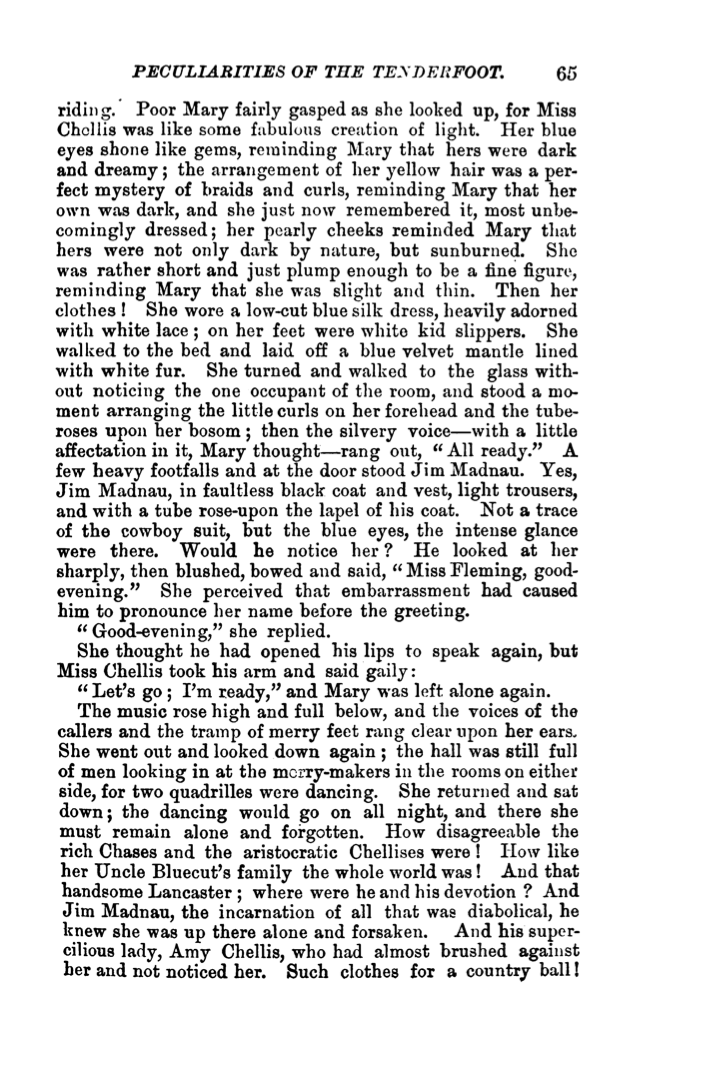 PECULIARITIES OF THE TENDERFOOT. 65
riding. Poor Mary fairly gasped as she looked up, for Miss
Chellis was like some fabulous creation of light. Her blue
eyes shone like gems, reminding Mary that hers were dark
and dreamy; the arrangement of her yellow hair was a per-
fect mystery of braids and curls, reminding Mary that her
own was dark, and she just now remembered it, most unbe-
comingly dressed; her pearly cheeks reminded Mary that
hers were not only dark by nature, but sunburned. She
was rather short and just plump enough to be a fine figure,
reminding Mary that she was slight and thin. Then her
clothes! She wore a low-cut blue silk dress, heavily adorned
with white lace; on her feet were white kid slippers. She
walked to the bed and laid off a blue velvet mantle lined
with white fur. She turned and walked to the glass with-
out noticing the one occupant of the room, and stood a mo-
ment arranging the little curls on her forehead and the tube-
roses upon her bosom; then the silvery voice—with a little
affectation in it, Mary thought—rang out, "All ready." A
few heavy footfalls and at the door stood Jim Madnau. Yes,
Jim Madnau, in faultless black coat and vest, light trousers,
and with a tube rose-upon the lapel of his coat. Not a trace
of the cowboy suit, but the blue eyes, the intense glance
were there. Would he notice her? He looked at her
sharply, then blushed, bowed and said, "Miss Fleming, good-
evening." She perceived that embarrassment had caused
him to pronounce her name before the greeting.
"Good-evening," she replied.
She thought he had opened his lips to speak again, but
Miss Chellis took his arm and said gaily:
"Let's go; I'm ready," and Mary was left alone again.
The music rose high and full below, and the voices of the
callers and the tramp of merry feet rang clear upon her ears.
She went out and looked down again; the hall was still full
of men looking in at the merry-makers in the rooms on either
side, for two quadrilles were dancing. She returned and sat
down; the dancing would go on all night, and there she
must remain alone and forgotten. How disagreeable the
rich Chases and the aristocratic Chellises were! How like
her Uncle Bluecut's family the whole world was! And that
handsome Lancaster; where were he and his devotion? And
Jim Madnau, the incarnation of all that was diabolical, he
knew she was up there alone and forsaken. And his super-
cilious lady, Amy Chellis, who had almost brushed against
her and not noticed her. Such clothes for a country ball!